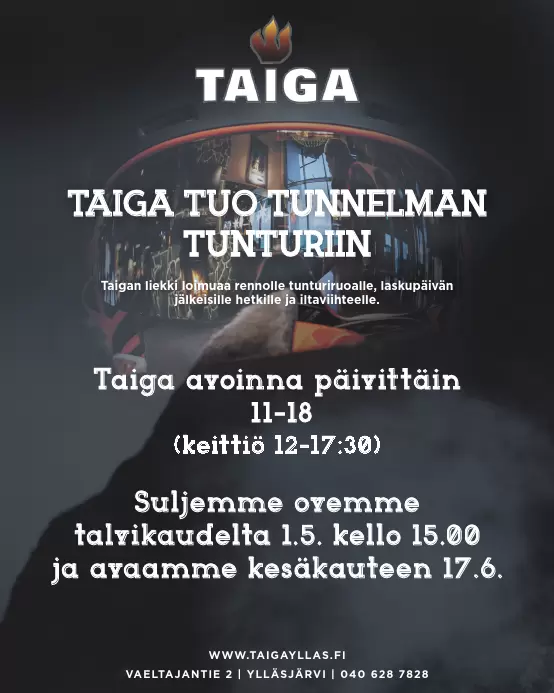 TAIGA
TAIGA TUO TUNNELMAN
TUNTURIIN
Taigan liekki loimuaa rennolle tunturiruoalle, laskupäivän
jälkeisille hetkille ja iltaviihteelle.
Taiga avoinna päivittäin
11-18
(keittiö 12-17:30)
Suljemme ovemme
talvikaudelta 1.5. kello 15.00
ja avaamme kesäkauteen 17.6.
WWW.TAIGAYLLAS.FI
VAELTAJANTIE 2 | YLLÄSJÄRVI | 040 628 7828